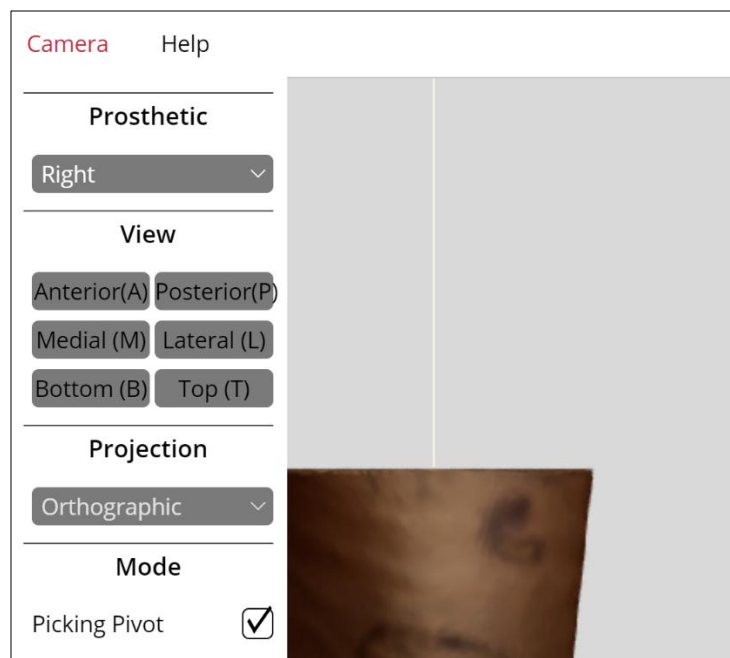 Camera Help
Prosthetic
Right
View
Anterior(A) Posterior(P)
Medial (M) Lateral (L)
Bottom (B) Top (T)
Projection
Orthographic
Mode
Picking Pivot